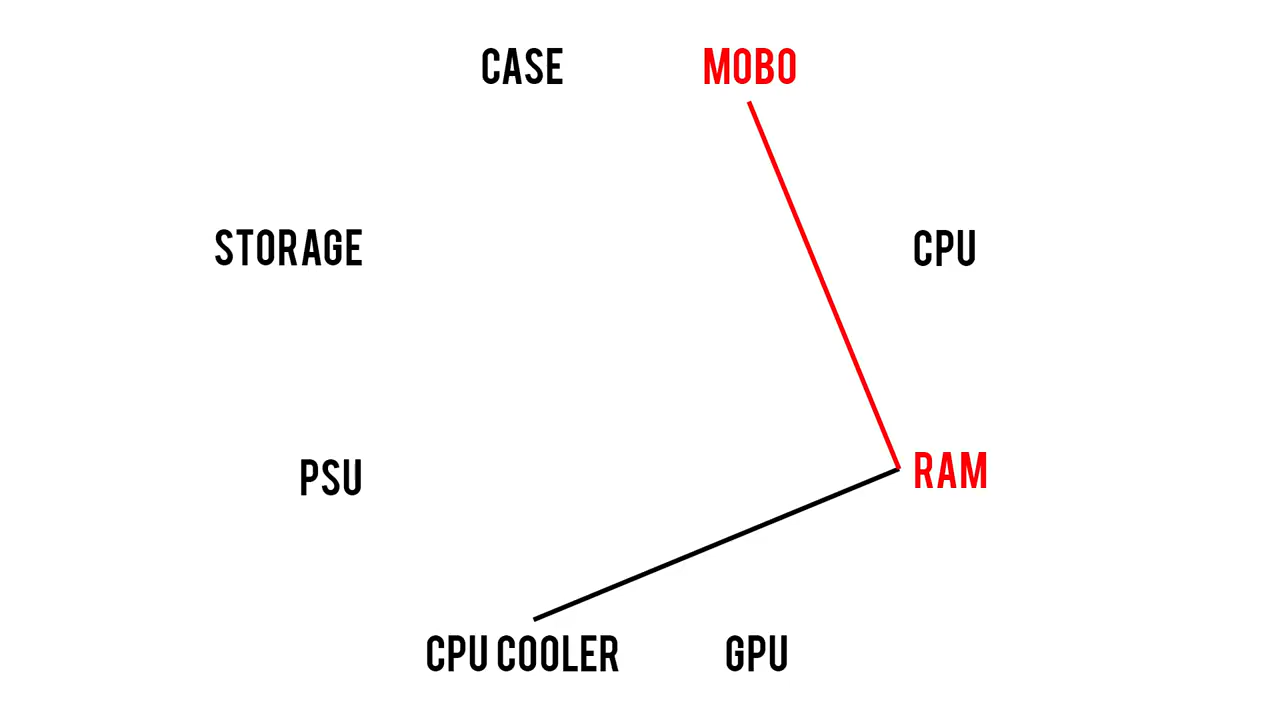 CASE
MOBO
STORAGE
CPU
PSU
RAM
CPU COOLER
GPU